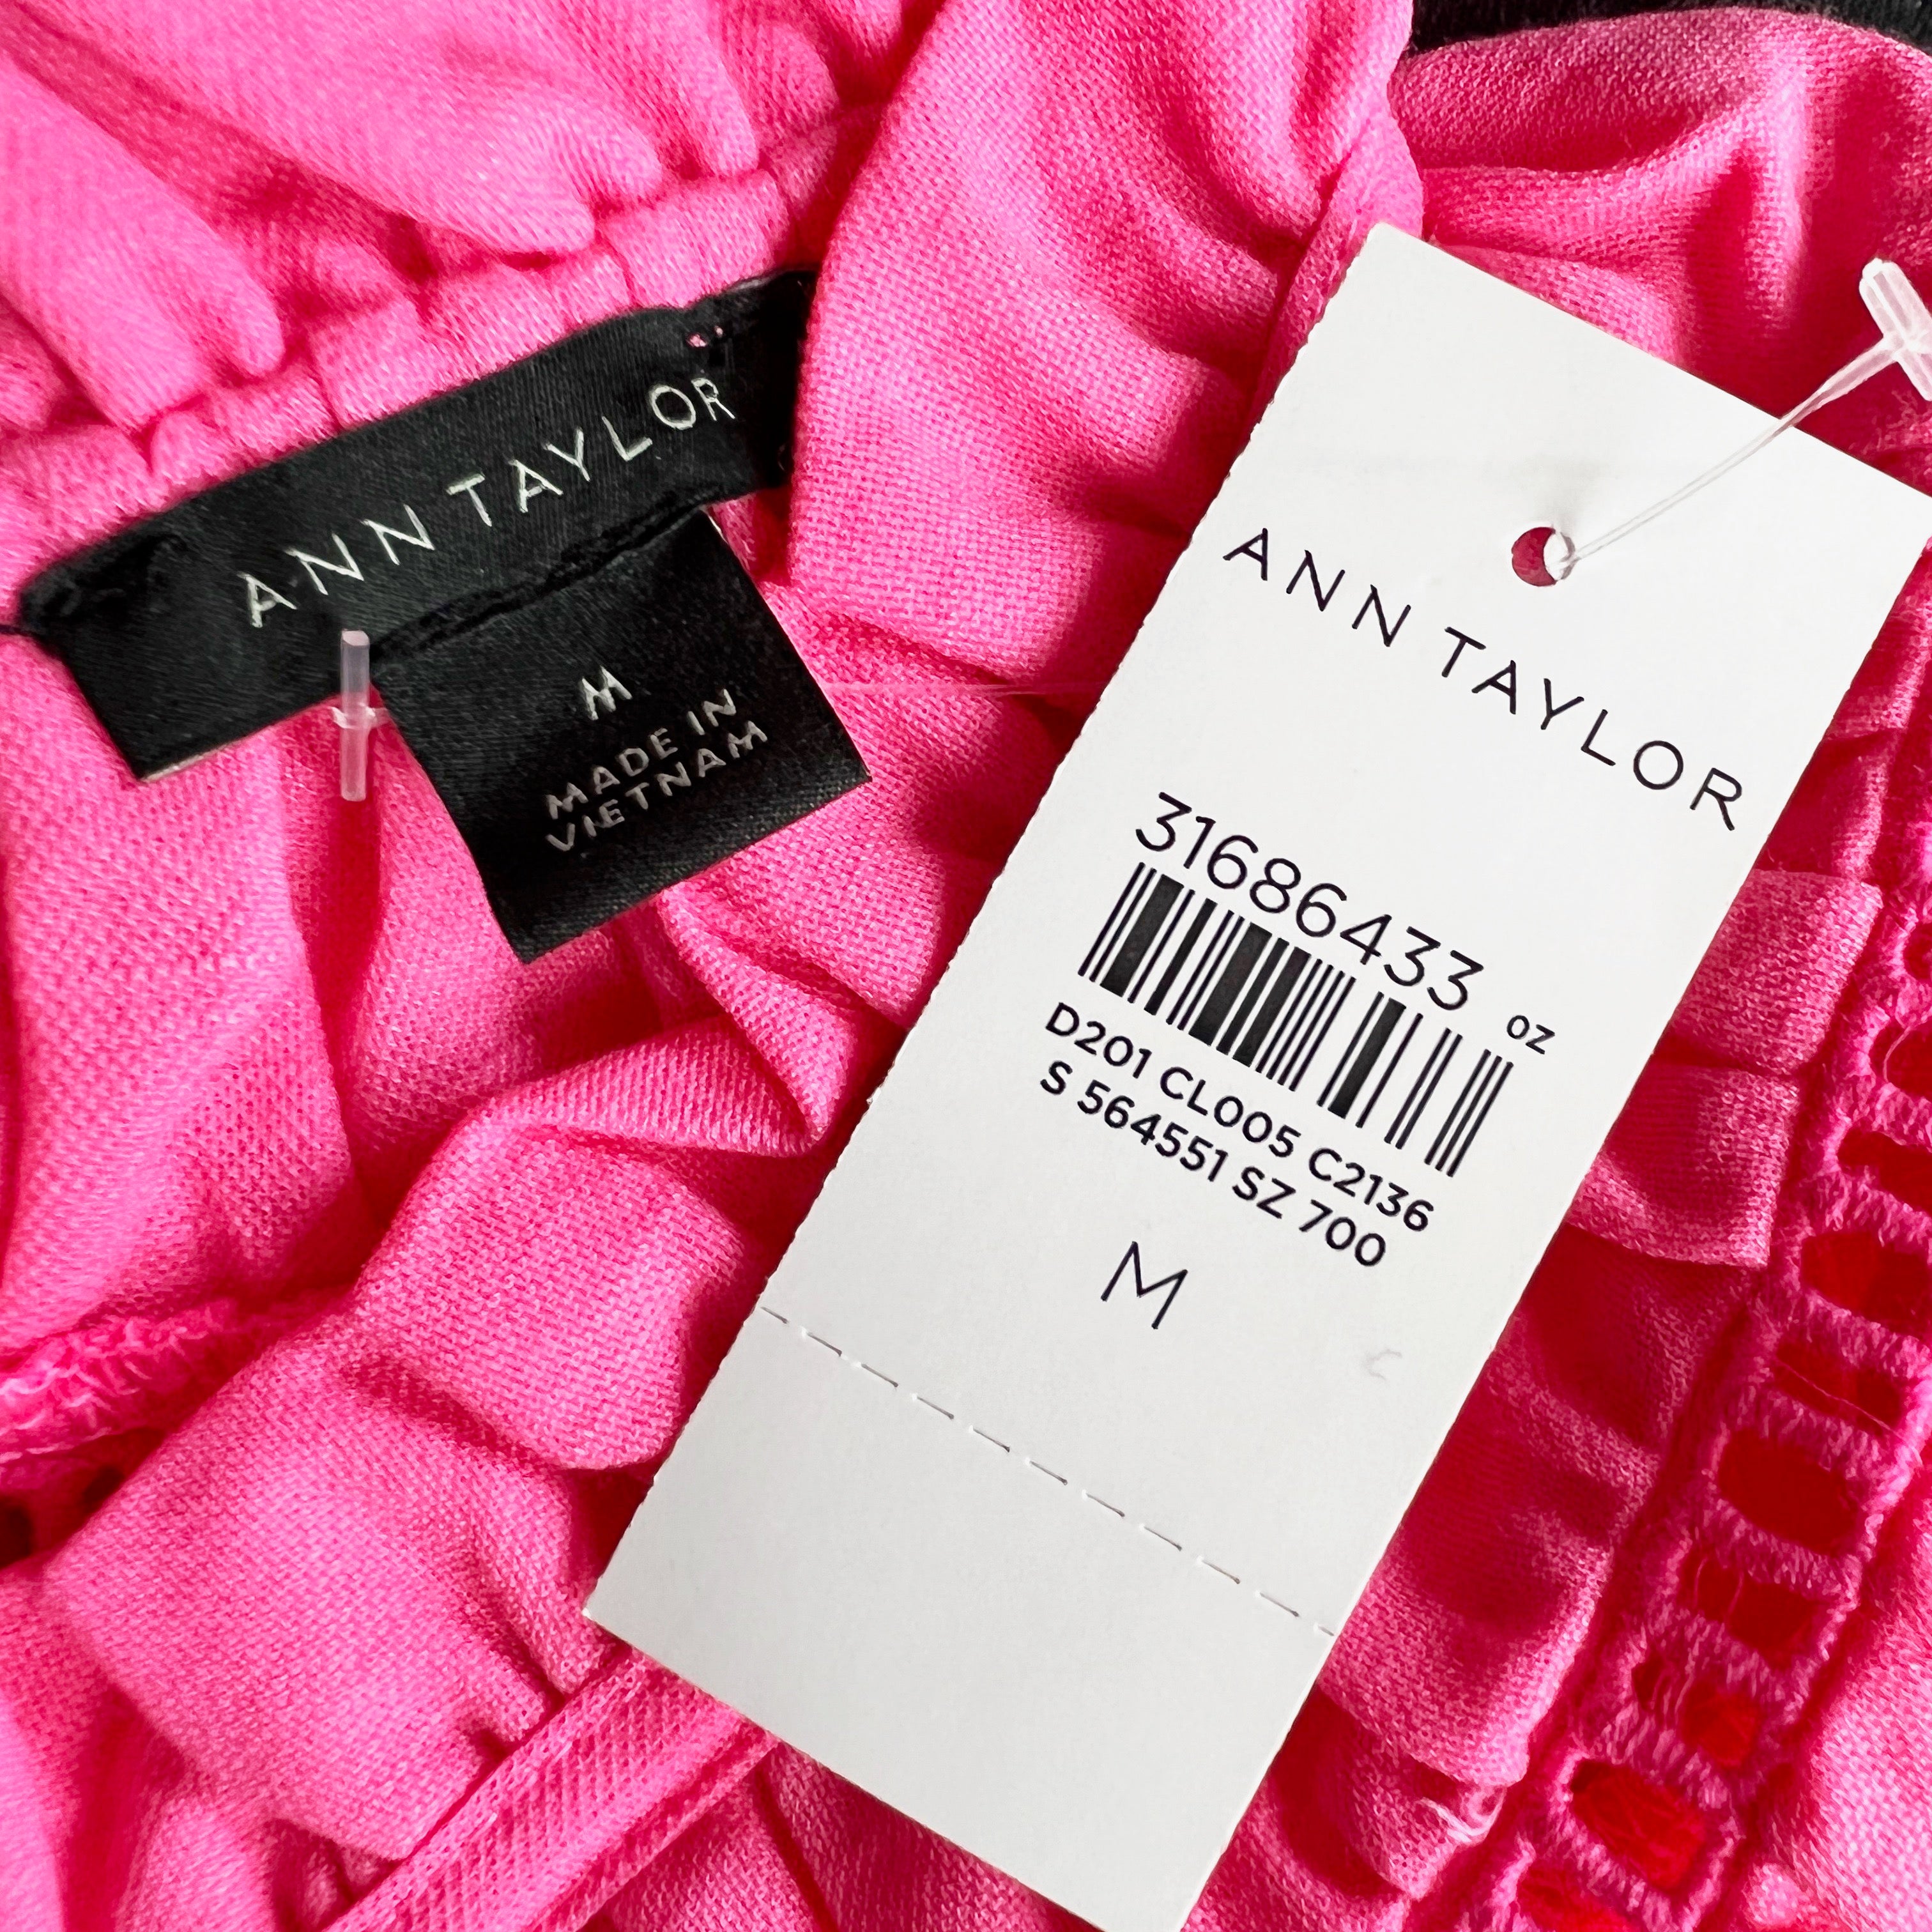 ANN TAYLOR
M
MADE IN
VIETNAM
ANN TAYLOR
31686433
OZ
D201 CL005 C2136
S 564551 SZ 700
M